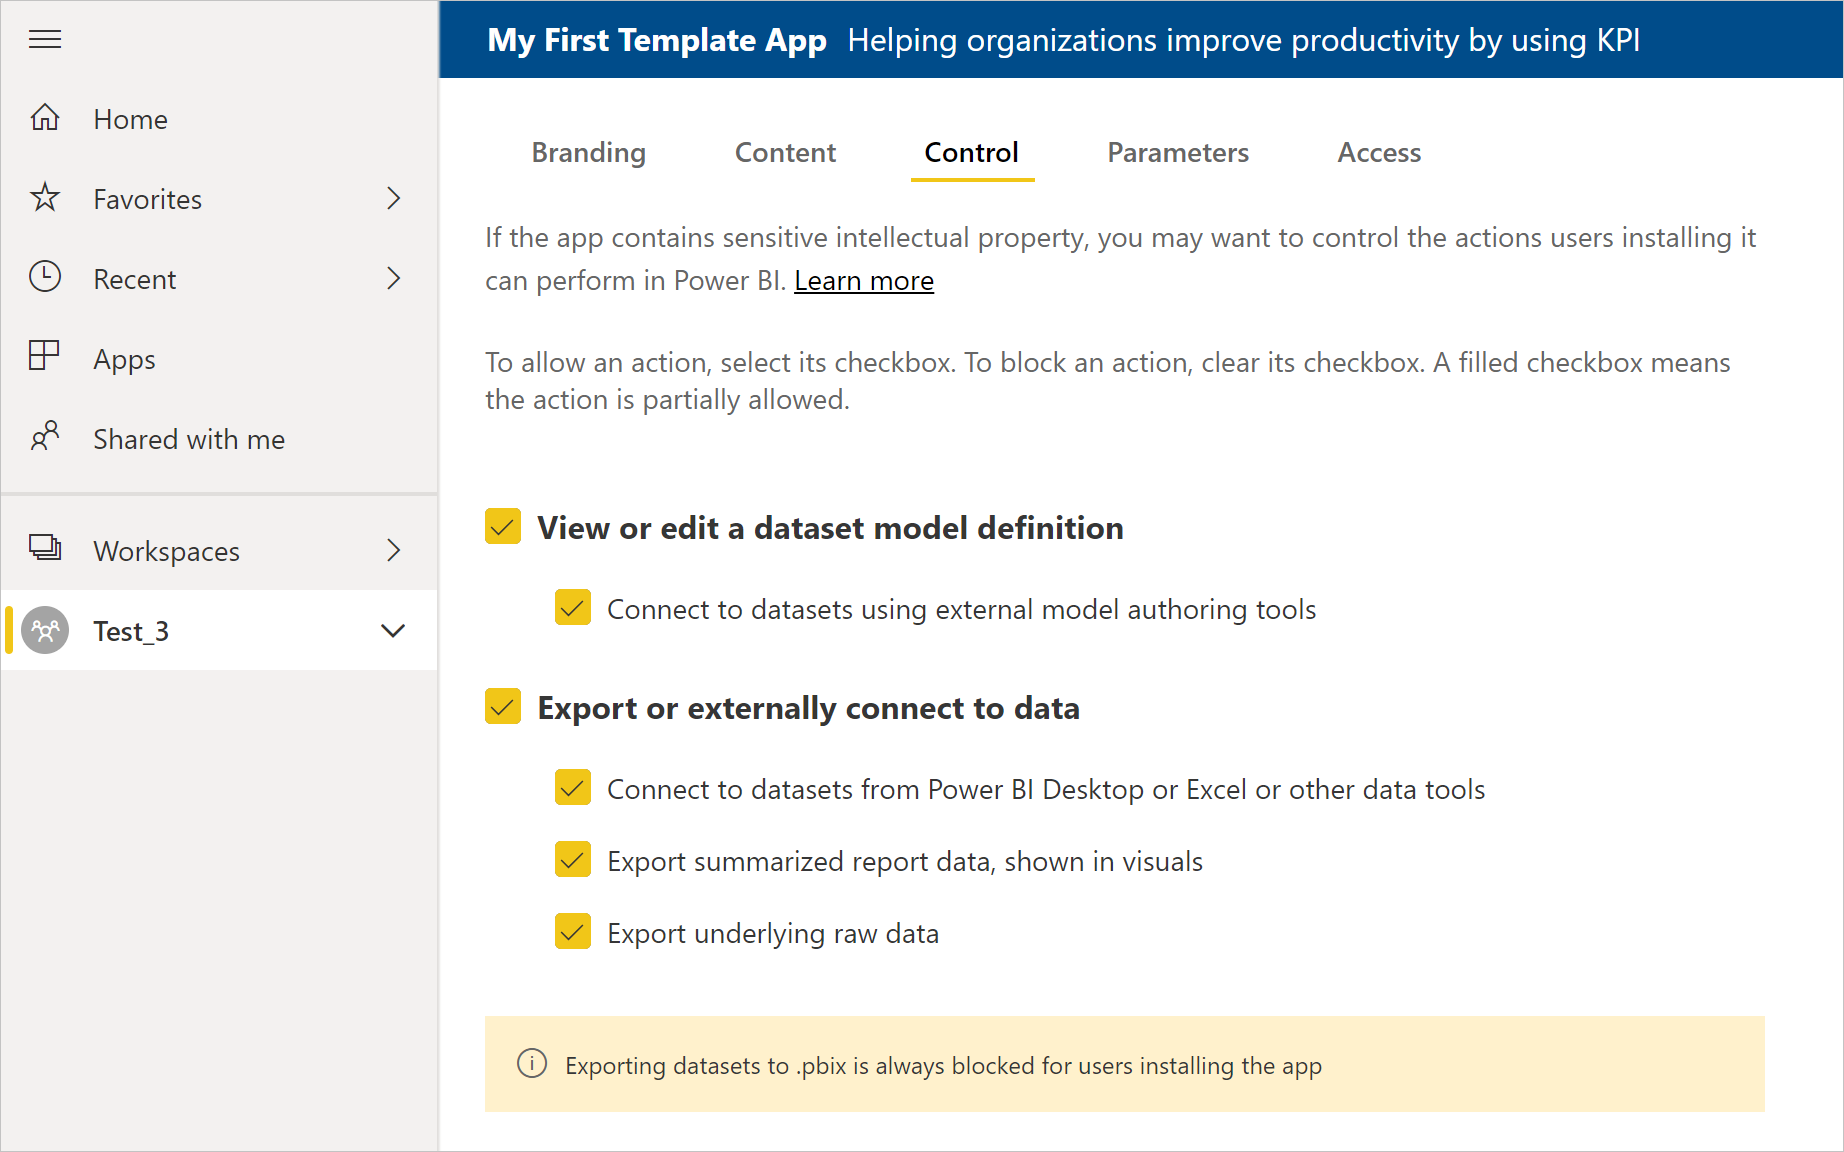 My First Template App Helping organizations improve productivity by using KPI
Home
Favorites
Recent
Apps
Shared with me
Workspaces
Test_3
Branding Content Control Parameters Access
If the app contains sensitive intellectual property, you may want to control the actions users installing it
can perform in Power BI. Learn more
To allow an action, select its checkbox. To block an action, clear its checkbox. A filled checkbox means
the action is partially allowed.
View or edit a dataset model definition
Connect to datasets using external model authoring tools
Export or externally connect to data
Connect to datasets from Power BI Desktop or Excel or other data tools
Export summarized report data, shown in visuals
Export underlying raw data
Exporting datasets to .pbix is always blocked for users installing the app